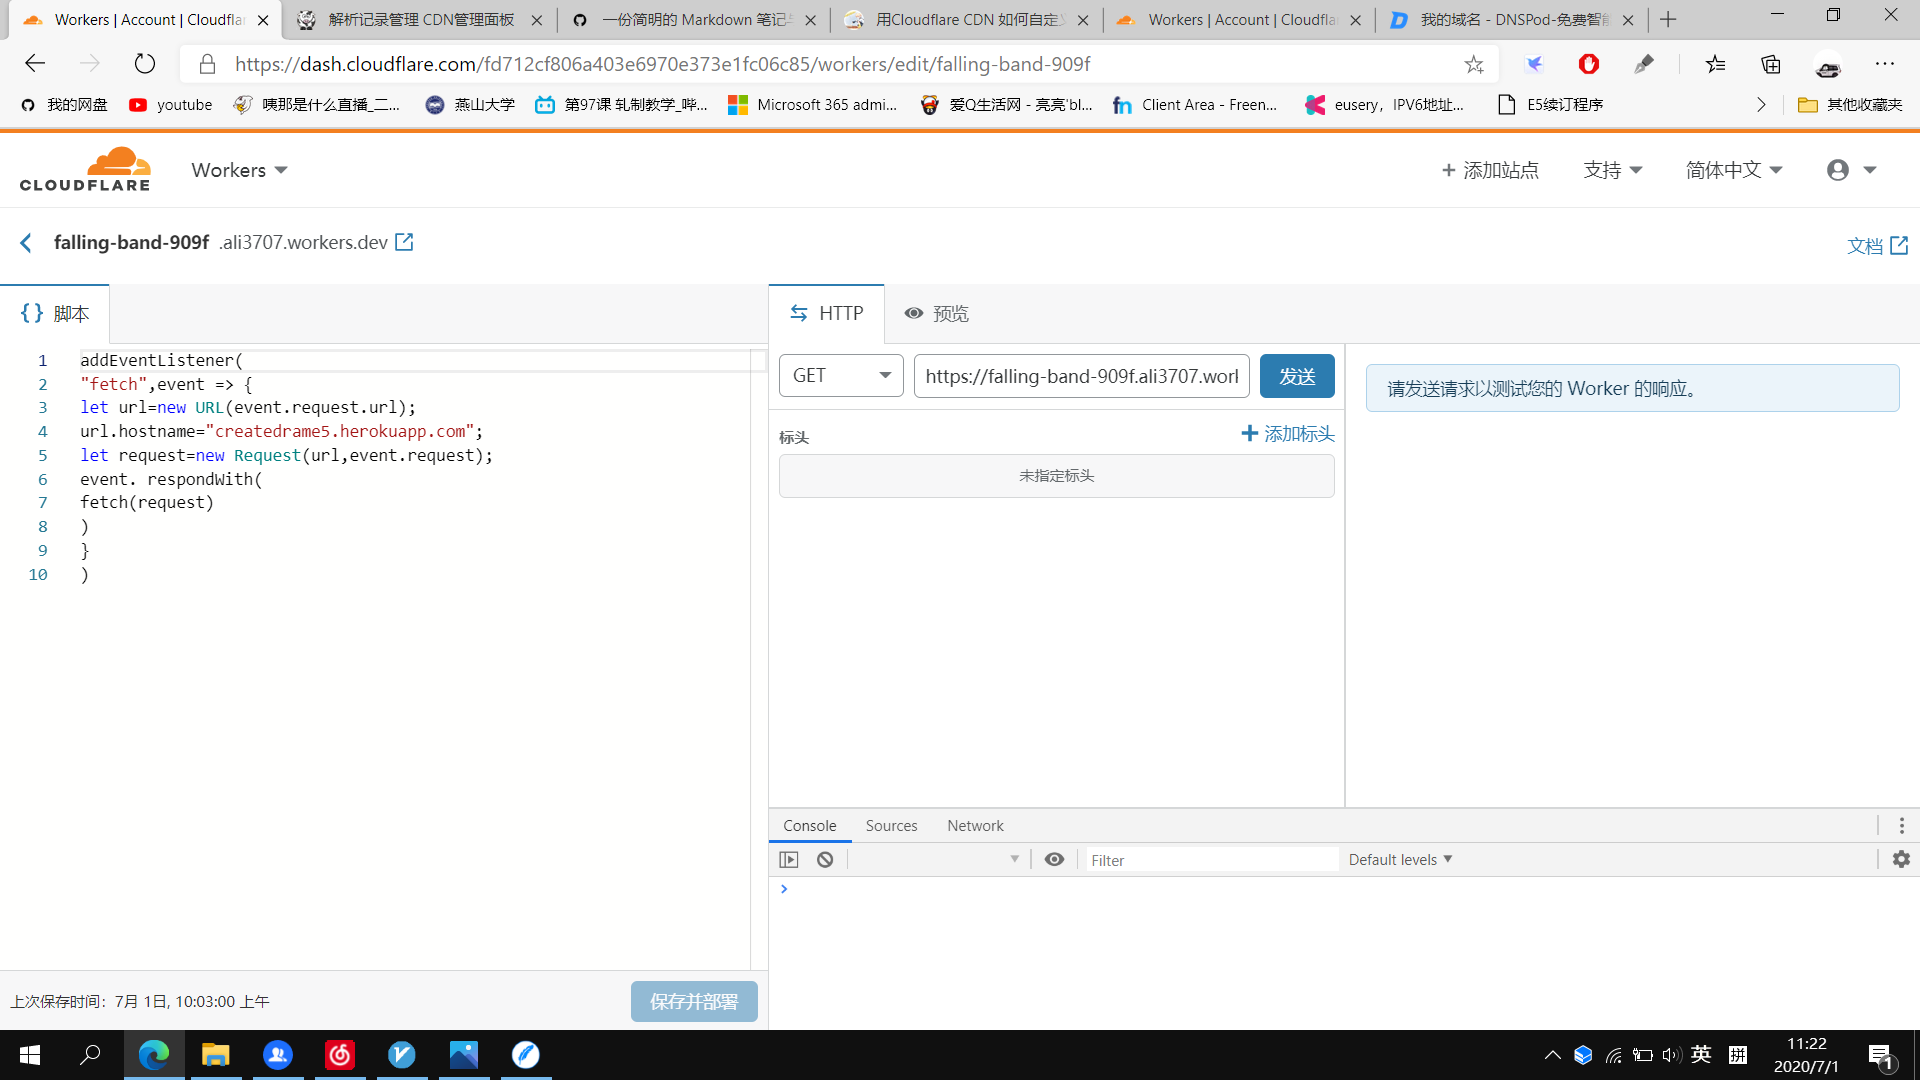 Workers | Account | Cloudflar
解析记录管理 CDN管理面板
一份简明的 Markdown 笔记与
用Cloudflare CDN 如何自定义
Workers | Account | Cloudflar
我的域名 - DNSPod-免费智能
https://dash.cloudflare.com/fd712cf806a403e6970e373e1fc06c85/workers/edit/falling-band-909f
我的网盘
youtube
咦那是什么直播_二...
燕山大学
第97课 轧制教学_哔...
Microsoft 365 admi...
爱Q生活网 - 亮亮'bl...
Client Area - Freen...
eusery，IPV6地址...
E5续订程序
其他收藏夹
CLOUDFLARE
Workers
+ 添加站点
支持
简体中文
falling-band-909f .ali3707.workers.dev
文档
{} 脚本
HTTP
预览
1 addEventListener(
2 "fetch",event => {
3 let url=new URL(event.request.url);
4 url.hostname="createdrame5.herokuapp.com";
5 let request=new Request(url,event.request);
6 event. respondWith(
7 fetch(request)
8 )
9 }
10 )
GET
https://falling-band-909f.ali3707.worl
发送
请发送请求以测试您的 Worker 的响应。
标头
添加标头
未指定标头
Console
Sources
Network
Filter
Default levels
上次保存时间：7月 1日, 10:03:00 上午
保存并部署
英
拼
11:22
2020/7/1
1